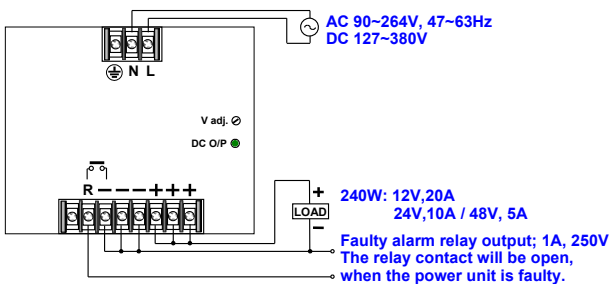 AC 90~264V, 47~63Hz
DC 127~380V
N L
V adj.
DC O/P
R − − − + + +
+
LOAD
−
240W: 12V,20A
24V,10A / 48V, 5A
Faulty alarm relay output; 1A, 250V
The relay contact will be open,
when the power unit is faulty.